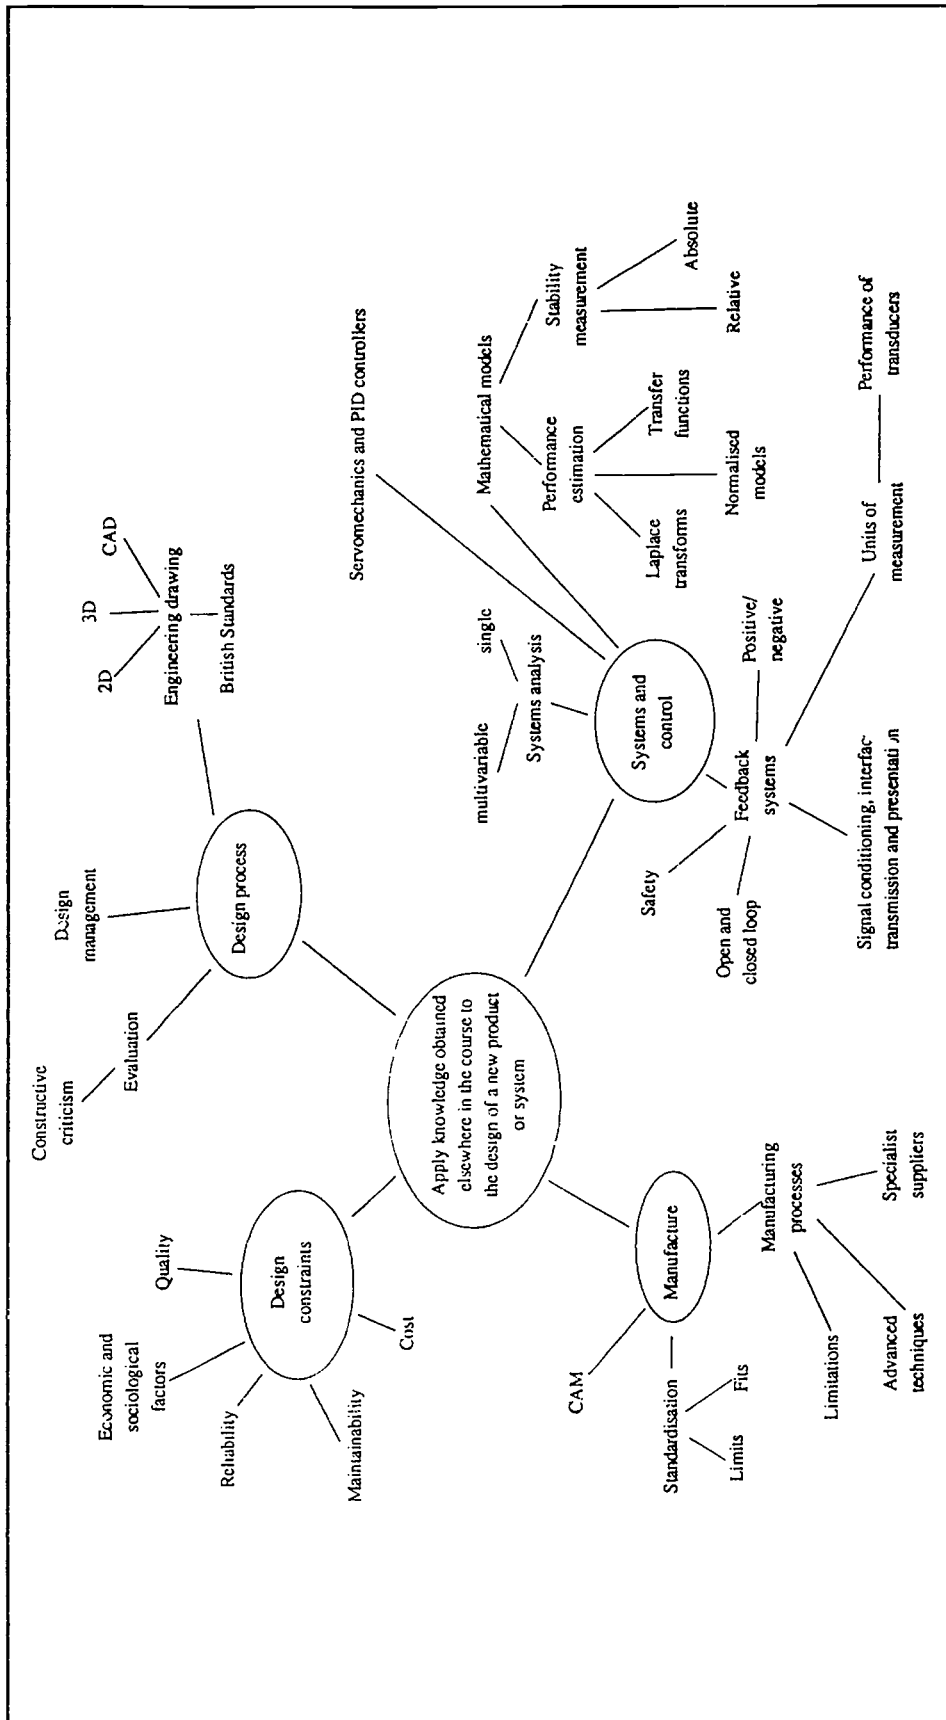 Constructive
criticism
Evaluation
Design
management
Design process
2D
3D
CAD
Engineering drawing
British Standards
Economic and
sociological
factors
Quality
Reliability
Maintainability
Cost
Design
constraints
Apply knowledge obtained
elsewhere in the course to
the design of a new product
or system
Servomechanics and PID controllers
multivariable
single
Systems analysis
Systems and
control
Mathematical models
Performance
estimation
Laplace
transforms
Normalised
models
Transfer
functions
Stability
measurement
Relative
Absolute
Safety
Open and
closed loop
Feedback
systems
Positive/
negative
Signal conditioning, interfac-
transmission and presentati n
Units of
measurement
Performance of
transducers
CAM
Manufacture
Standardisation
Limits
Fits
Manufacturing
processes
Limitations
Advanced
techniques
Specialist
suppliers